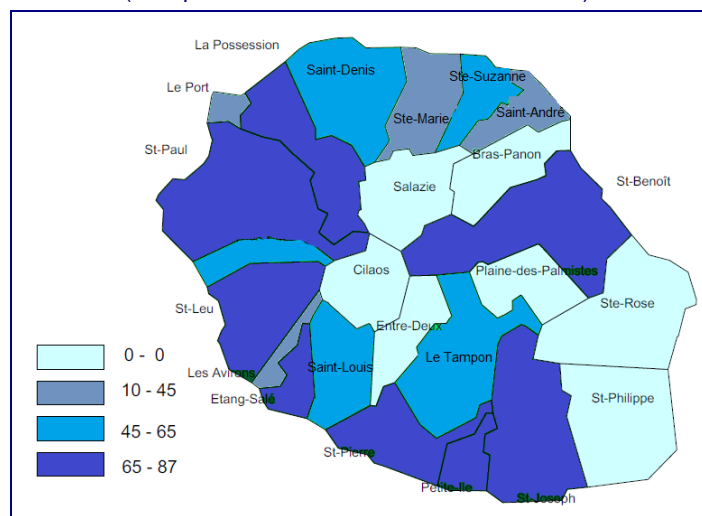 La Possession
Saint-Denis
Ste-Suzanne
Le Port
Saint-André
Ste-Marie
St-Paul
Bras-Panon
St-Benoît
Salazie
Cilaos
Plaine-des-Palmistes
St-Leu
Ste-Rose
Entre-Deux
0 - 0
Le Tampon
Saint-Louis
Les Avirons
10 - 45
Etang-Salé
St-Philippe
45 - 65
St-Pierre
65 - 87
Petite-Ile
St-Joseph